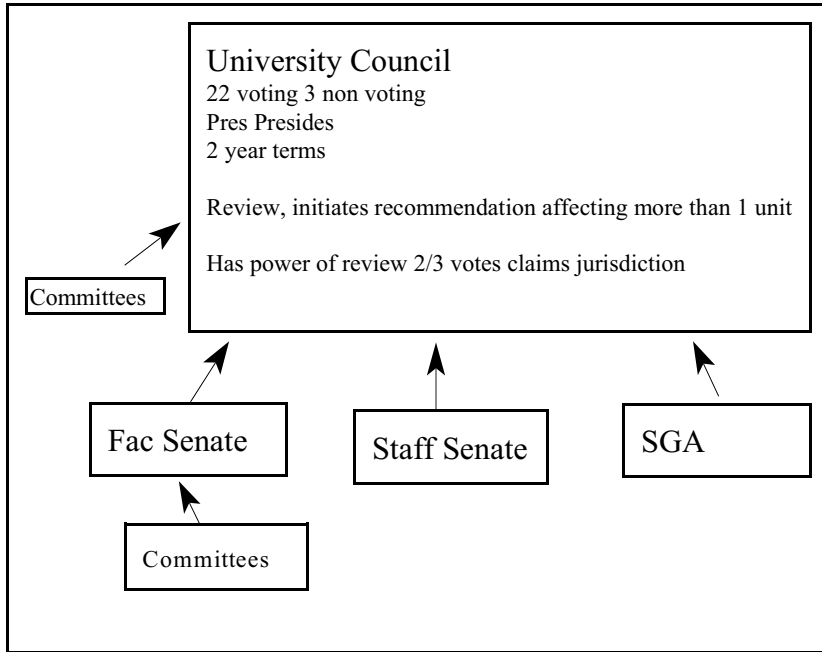 University Council
22 voting 3 non voting
Pres Presides
2 year terms
Review, initiates recommendation affecting more than 1 unit
Has power of review 2/3 votes claims jurisdiction
Committees
Fac Senate
Staff Senate
SGA
Committees